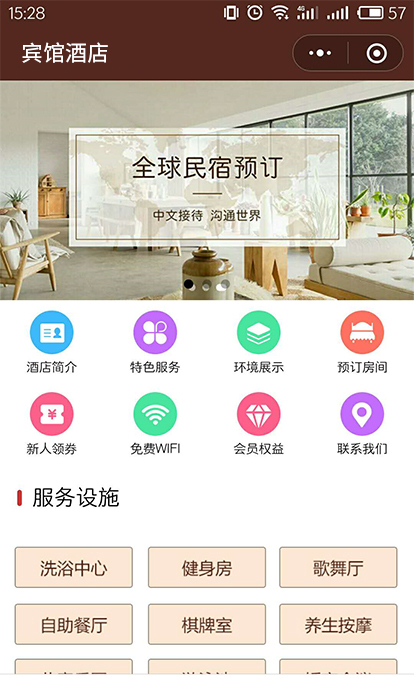 15:28
4G
57
宾馆酒店
全球民宿预订
中文接待 沟通世界
酒店简介 特色服务 环境展示 预订房间
¥
新人领券 免费WIFI 会员权益 联系我们
服务设施
洗浴中心 健身房 歌舞厅
自助餐厅 棋牌室 养生按摩